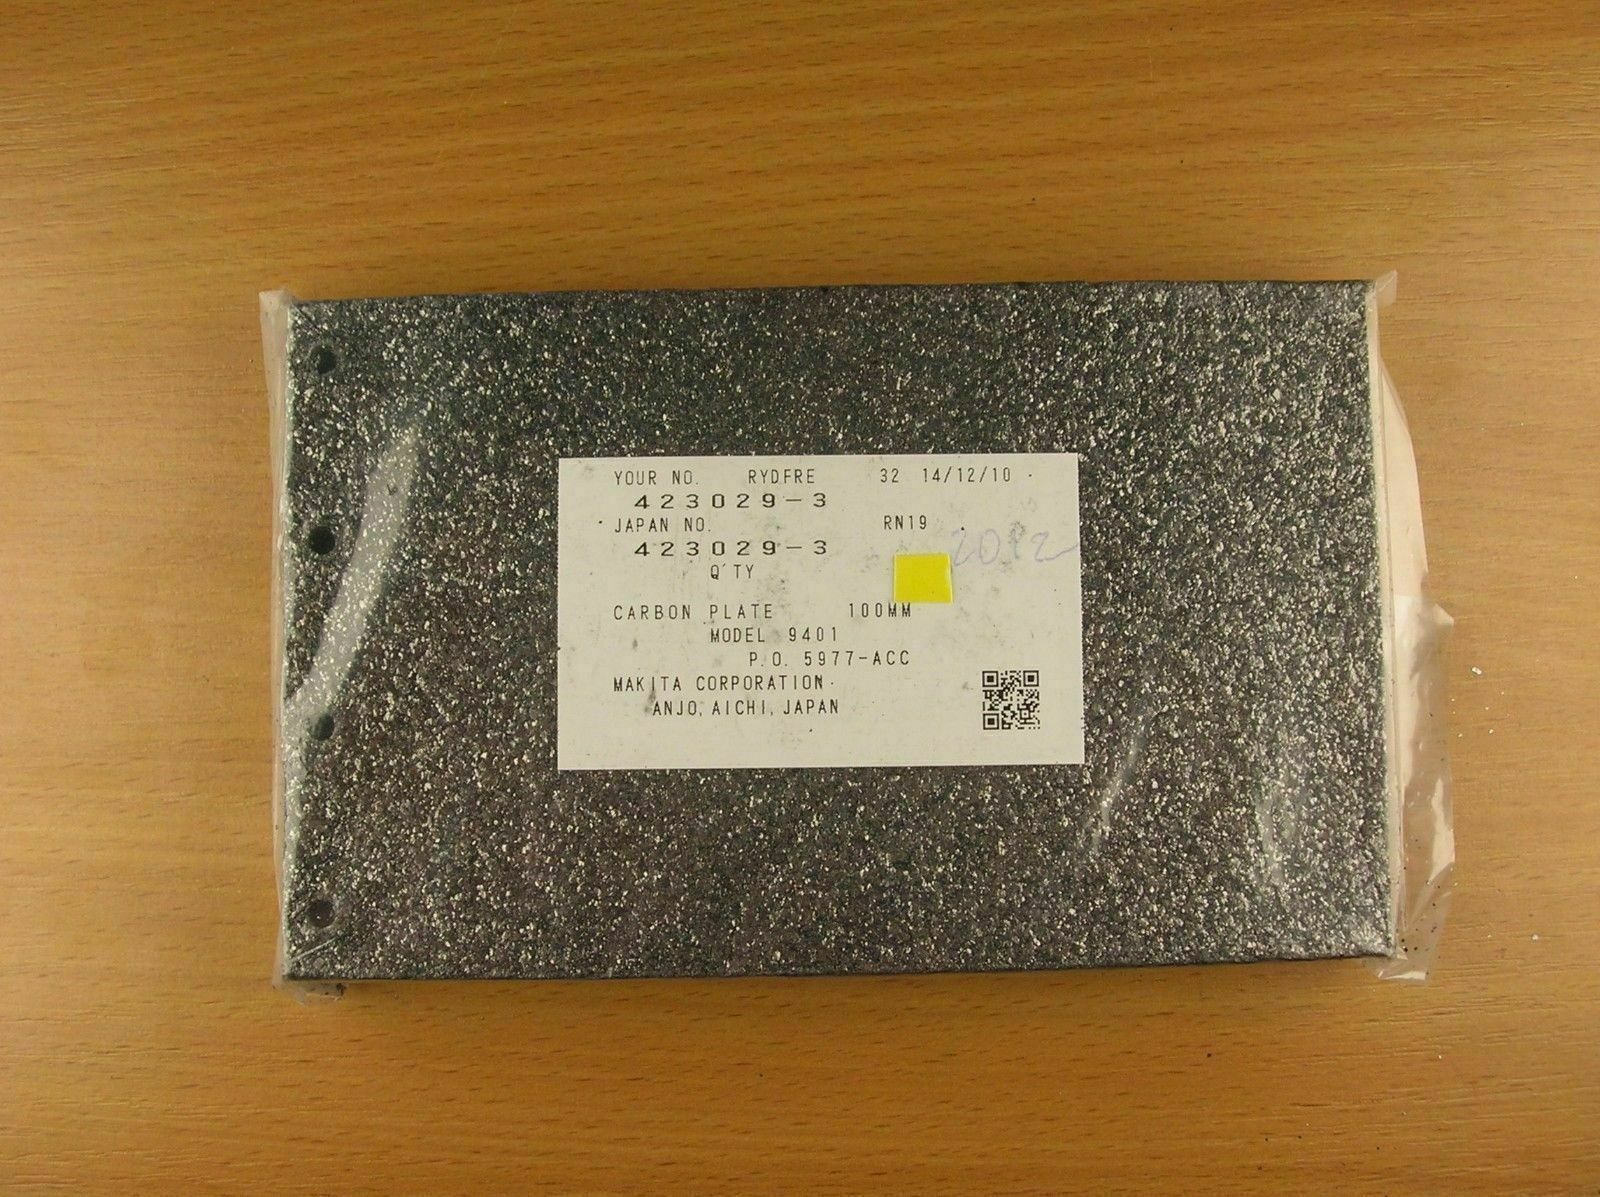 YOUR NO. RYDFRE 32 14/12/10
423029-3
JAPAN NO. RN19
423029-3 2012
Q'TY
CARBON PLATE 100MM
MODEL 9401
P.O. 5977-ACC
MAKITA CORPORATION
ANJO, AICHI, JAPAN